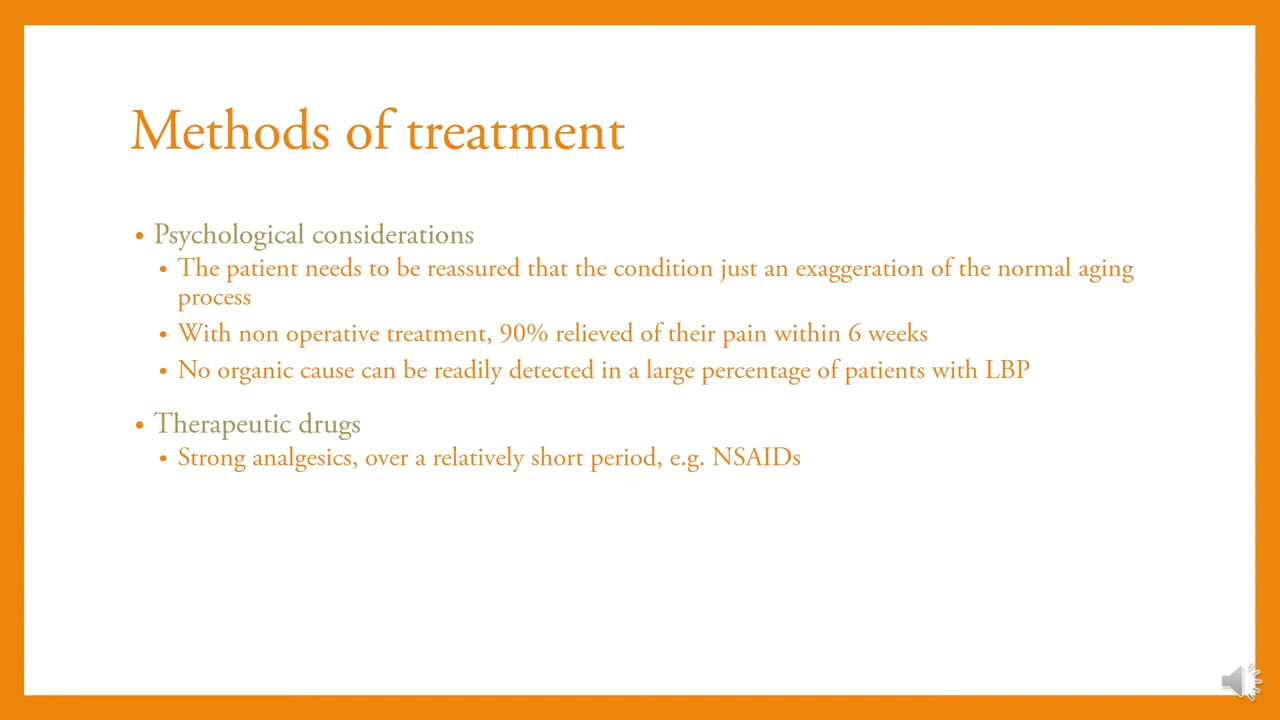 Methods of treatment
• Psychological considerations
• The patient needs to be reassured that the condition just an exaggeration of the normal aging
process
• With non operative treatment, 90% relieved of their pain within 6 weeks
• No organic cause can be readily detected in a large percentage of patients with LBP
• Therapeutic drugs
• Strong analgesics, over a relatively short period, e.g. NSAIDs